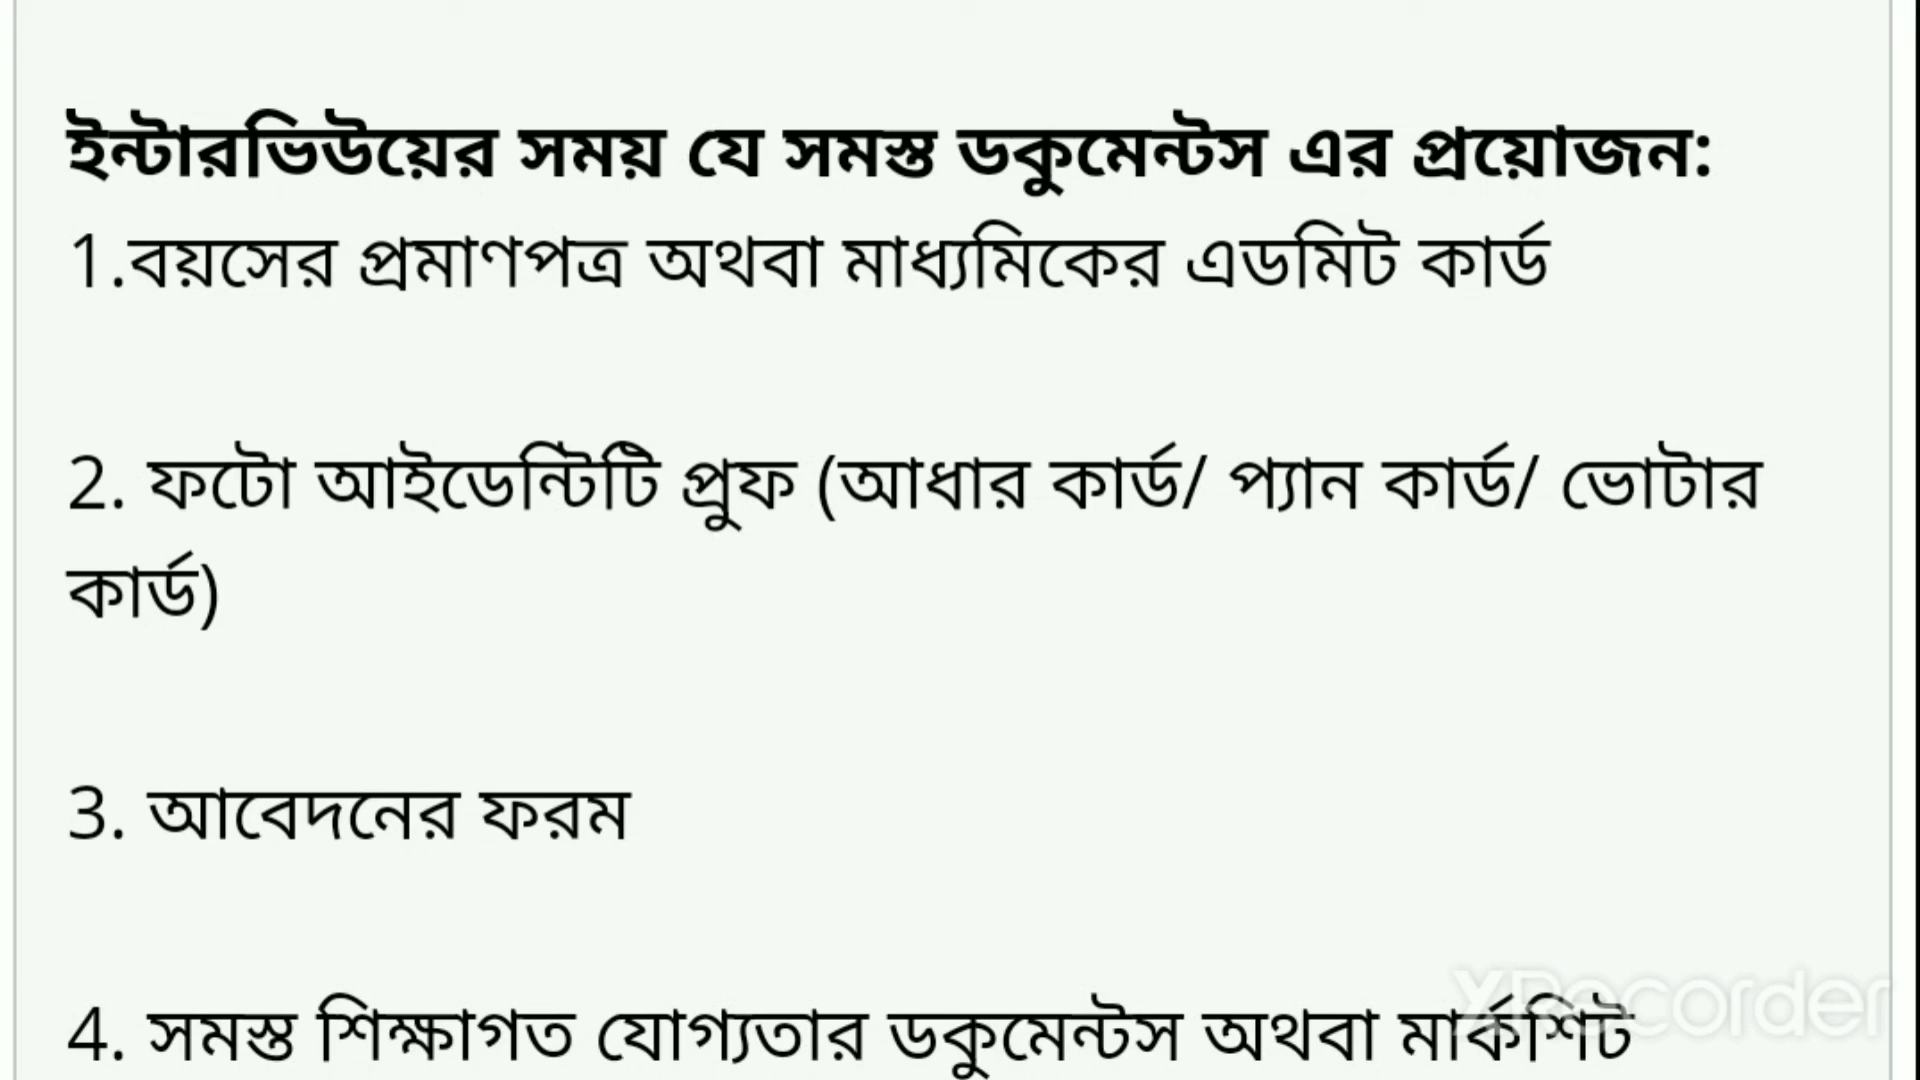 ইন্টারভিউয়ের সময় যে সমস্ত ডকুমেন্টস এর প্রয়োজন:
1.বয়সের প্রমাণপত্র অথবা মাধ্যমিকের এডমিট কার্ড
2. ফটো আইডেন্টিটি প্রুফ (আধার কার্ড/ প্যান কার্ড/ ভোটার
কার্ড)
3. আবেদনের ফরম
4. সমস্ত শিক্ষাগত যোগ্যতার ডকুমেন্টস অথবা মার্কশিট
XRecorder